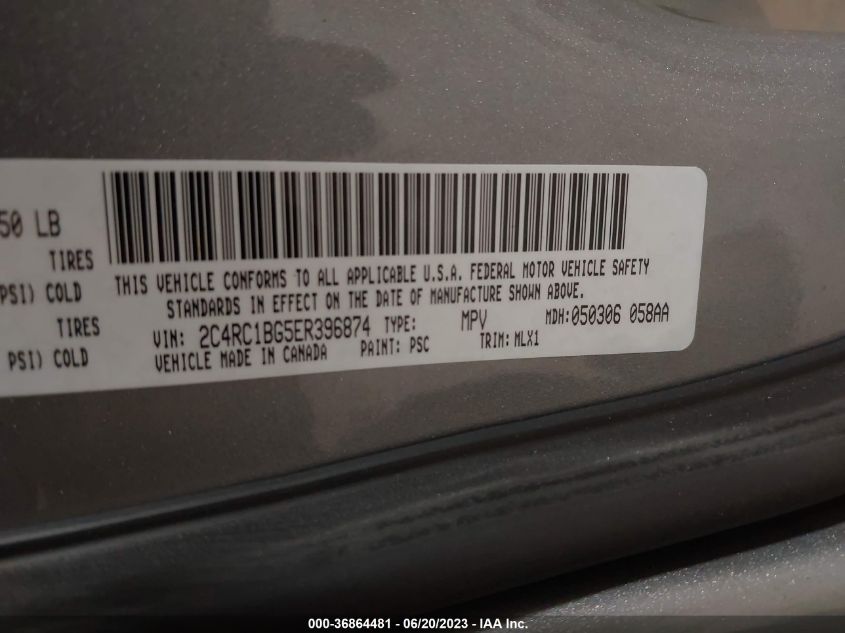 50 LB
TIRES
PSI) COLD
TIRES
PSI) COLD
THIS VEHICLE CONFORMS TO ALL APPLICABLE U.S.A. FEDERAL MOTOR VEHICLE SAFETY
STANDARDS IN EFFECT ON THE DATE OF MANUFACTURE SHOWN ABOVE.
VIN: 2C4RC1BG5ER396874 TYPE: MPV MDH:050306 058AA
VEHICLE MADE IN CANADA PAINT: PSC TRIM: MLX1
000-36864481 - 06/20/2023 - IAA Inc.